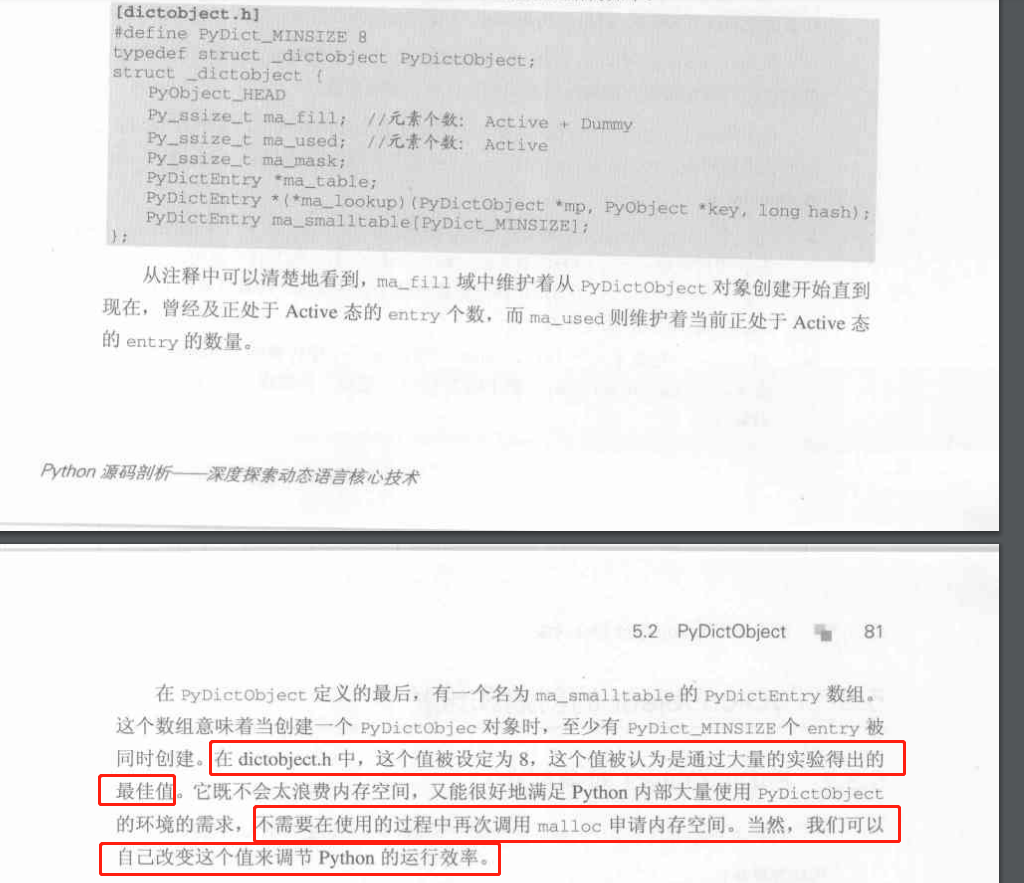 [dictobject.h]
#define PyDict_MINSIZE 8
typedef struct _dictobject PyDictObject;
struct _dictobject {
PyObject_HEAD
Py_ssize_t ma_fill; //元素个数: Active + Dummy
Py_ssize_t ma_used; //元素个数: Active
Py_ssize_t ma_mask;
PyDictEntry *ma_table;
PyDictEntry *(*ma_lookup)(PyDictObject *mp, PyObject *key, long hash);
PyDictEntry ma_smalltable[PyDict_MINSIZE];
};
从注释中可以清楚地看到，ma_fill 域中维护着从 PyDictObject 对象创建开始直到
现在，曾经及正处于 Active 态的 entry 个数，而 ma_used 则维护着当前正处于 Active 态
的 entry 的数量。
Python 源码剖析——深度探索动态语言核心技术
5.2 PyDictObject 81
在 PyDictObject 定义的最后，有一个名为 ma_smalltable 的 PyDictEntry 数组。
这个数组意味着当创建一个 PyDictObjec 对象时，至少有 PyDict_MINSIZE 个 entry 被
同时创建。在 dictobject.h 中，这个值被设定为 8，这个值被认为是通过大量的实验得出的
最佳值。它既不会太浪费内存空间，又能很好地满足 Python 内部大量使用 PyDictObject
的环境的需求，不需要在使用的过程中再次调用 malloc 申请内存空间。当然，我们可以
自己改变这个值来调节 Python 的运行效率。